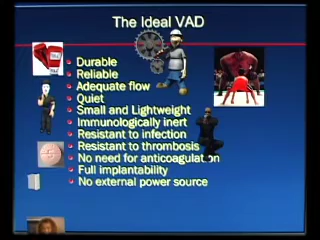 The Ideal VAD
• Durable
• Reliable
• Adequate flow
• Quiet
• Small and Lightweight
• Immunologically inert
• Resistant to infection
• Resistant to thrombosis
• No need for anticoagulation
• Full implantability
• No external power source